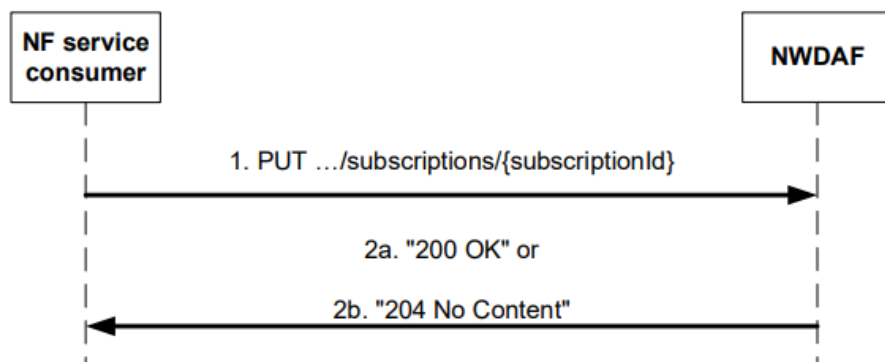 NF service
consumer
NWDAF
1. PUT …/subscriptions/{subscriptionId}
2a. "200 OK" or
2b. "204 No Content"